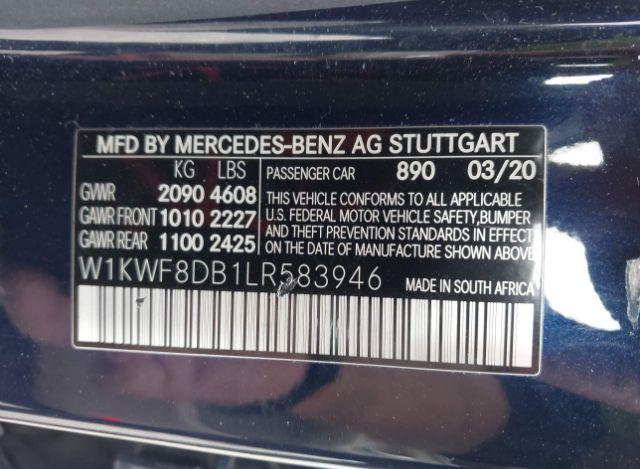 MFD BY MERCEDES-BENZ AG STUTTGART
KG LBS
GVWR 2090 4608
GAWR FRONT 1010 2227
GAWR REAR 1100 2425
PASSENGER CAR 890 03/20
THIS VEHICLE CONFORMS TO ALL APPLICABLE
U.S. FEDERAL MOTOR VEHICLE SAFETY,BUMPER
AND THEFT PREVENTION STANDARDS IN EFFECT
ON THE DATE OF MANUFACTURE SHOWN ABOVE
W1KWF8DB1LR583946
MADE IN SOUTH AFRICA